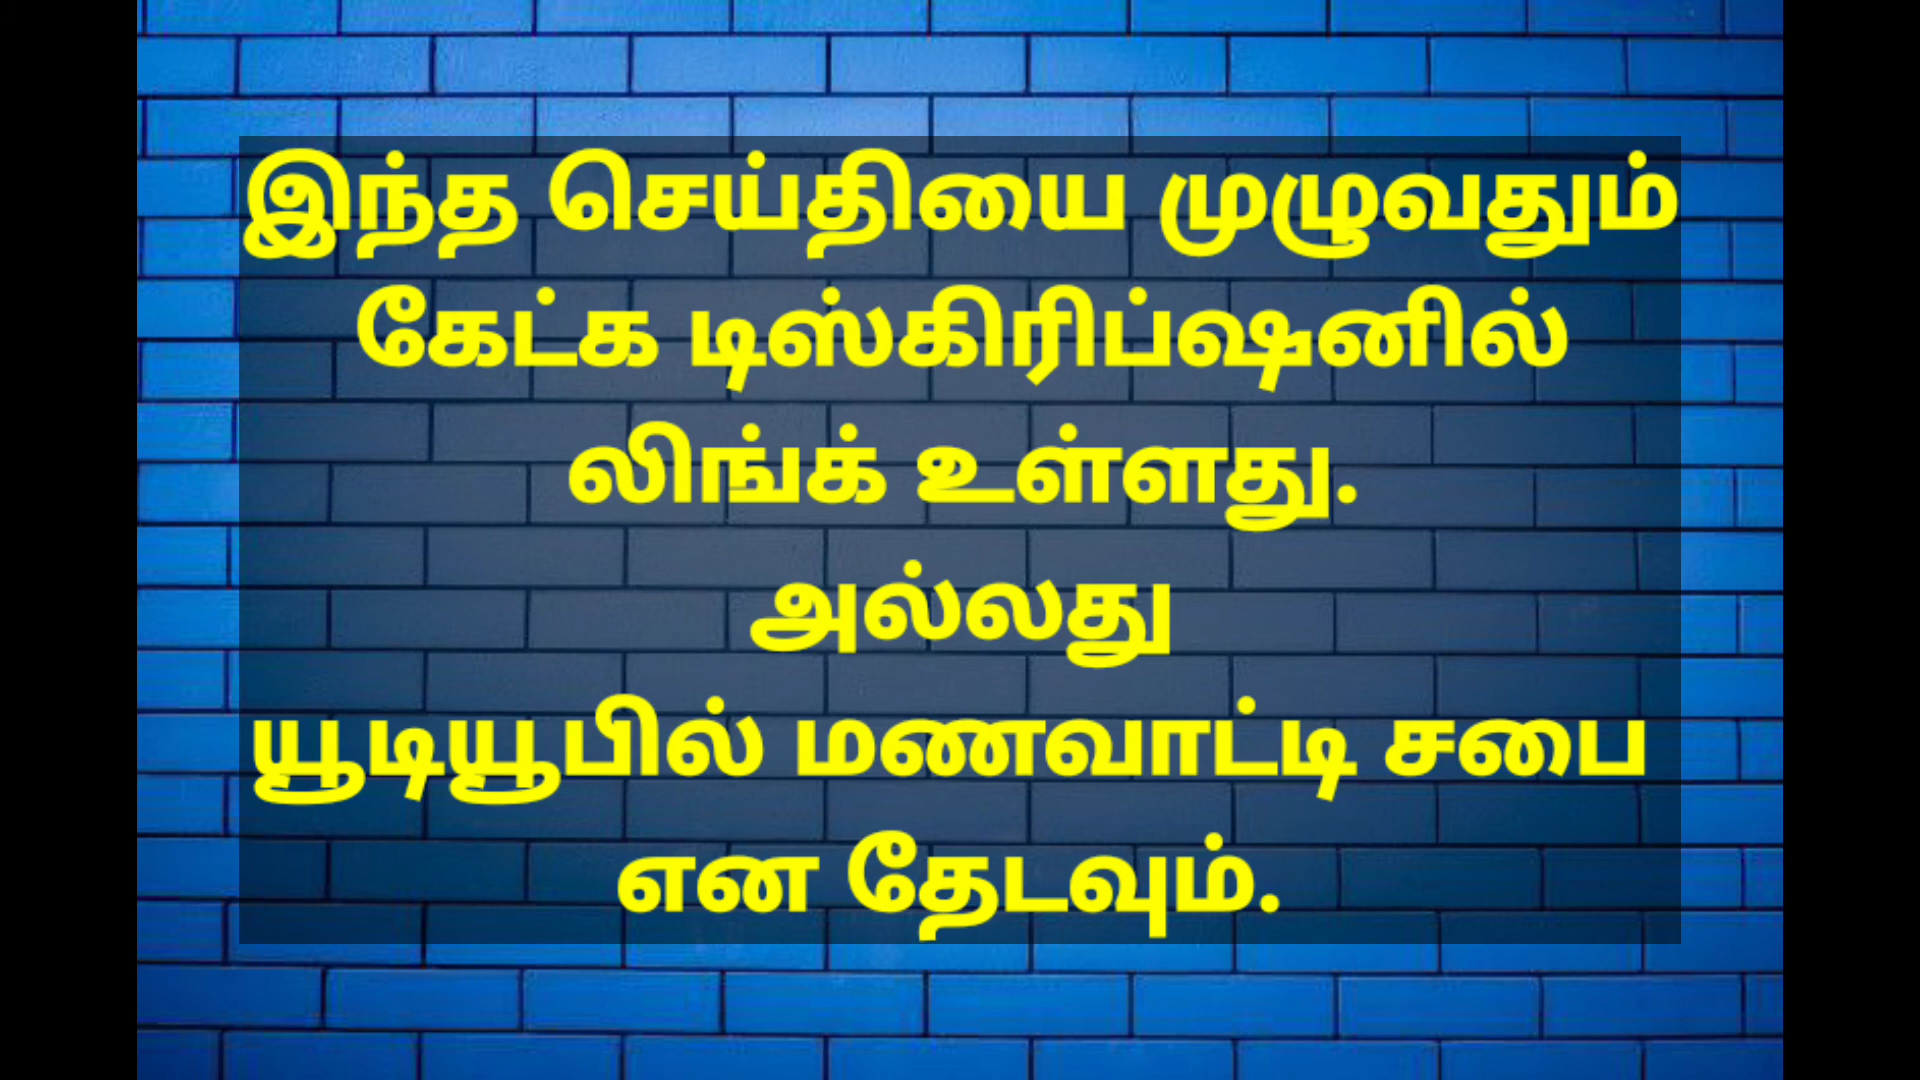 இந்த செய்தியை முழுவதும்
கேட்க டிஸ்கிரிப்ஷனில்
லிங்க் உள்ளது.
அல்லது
யூடியூபில் மணவாட்டி சபை
என தேடவும்.